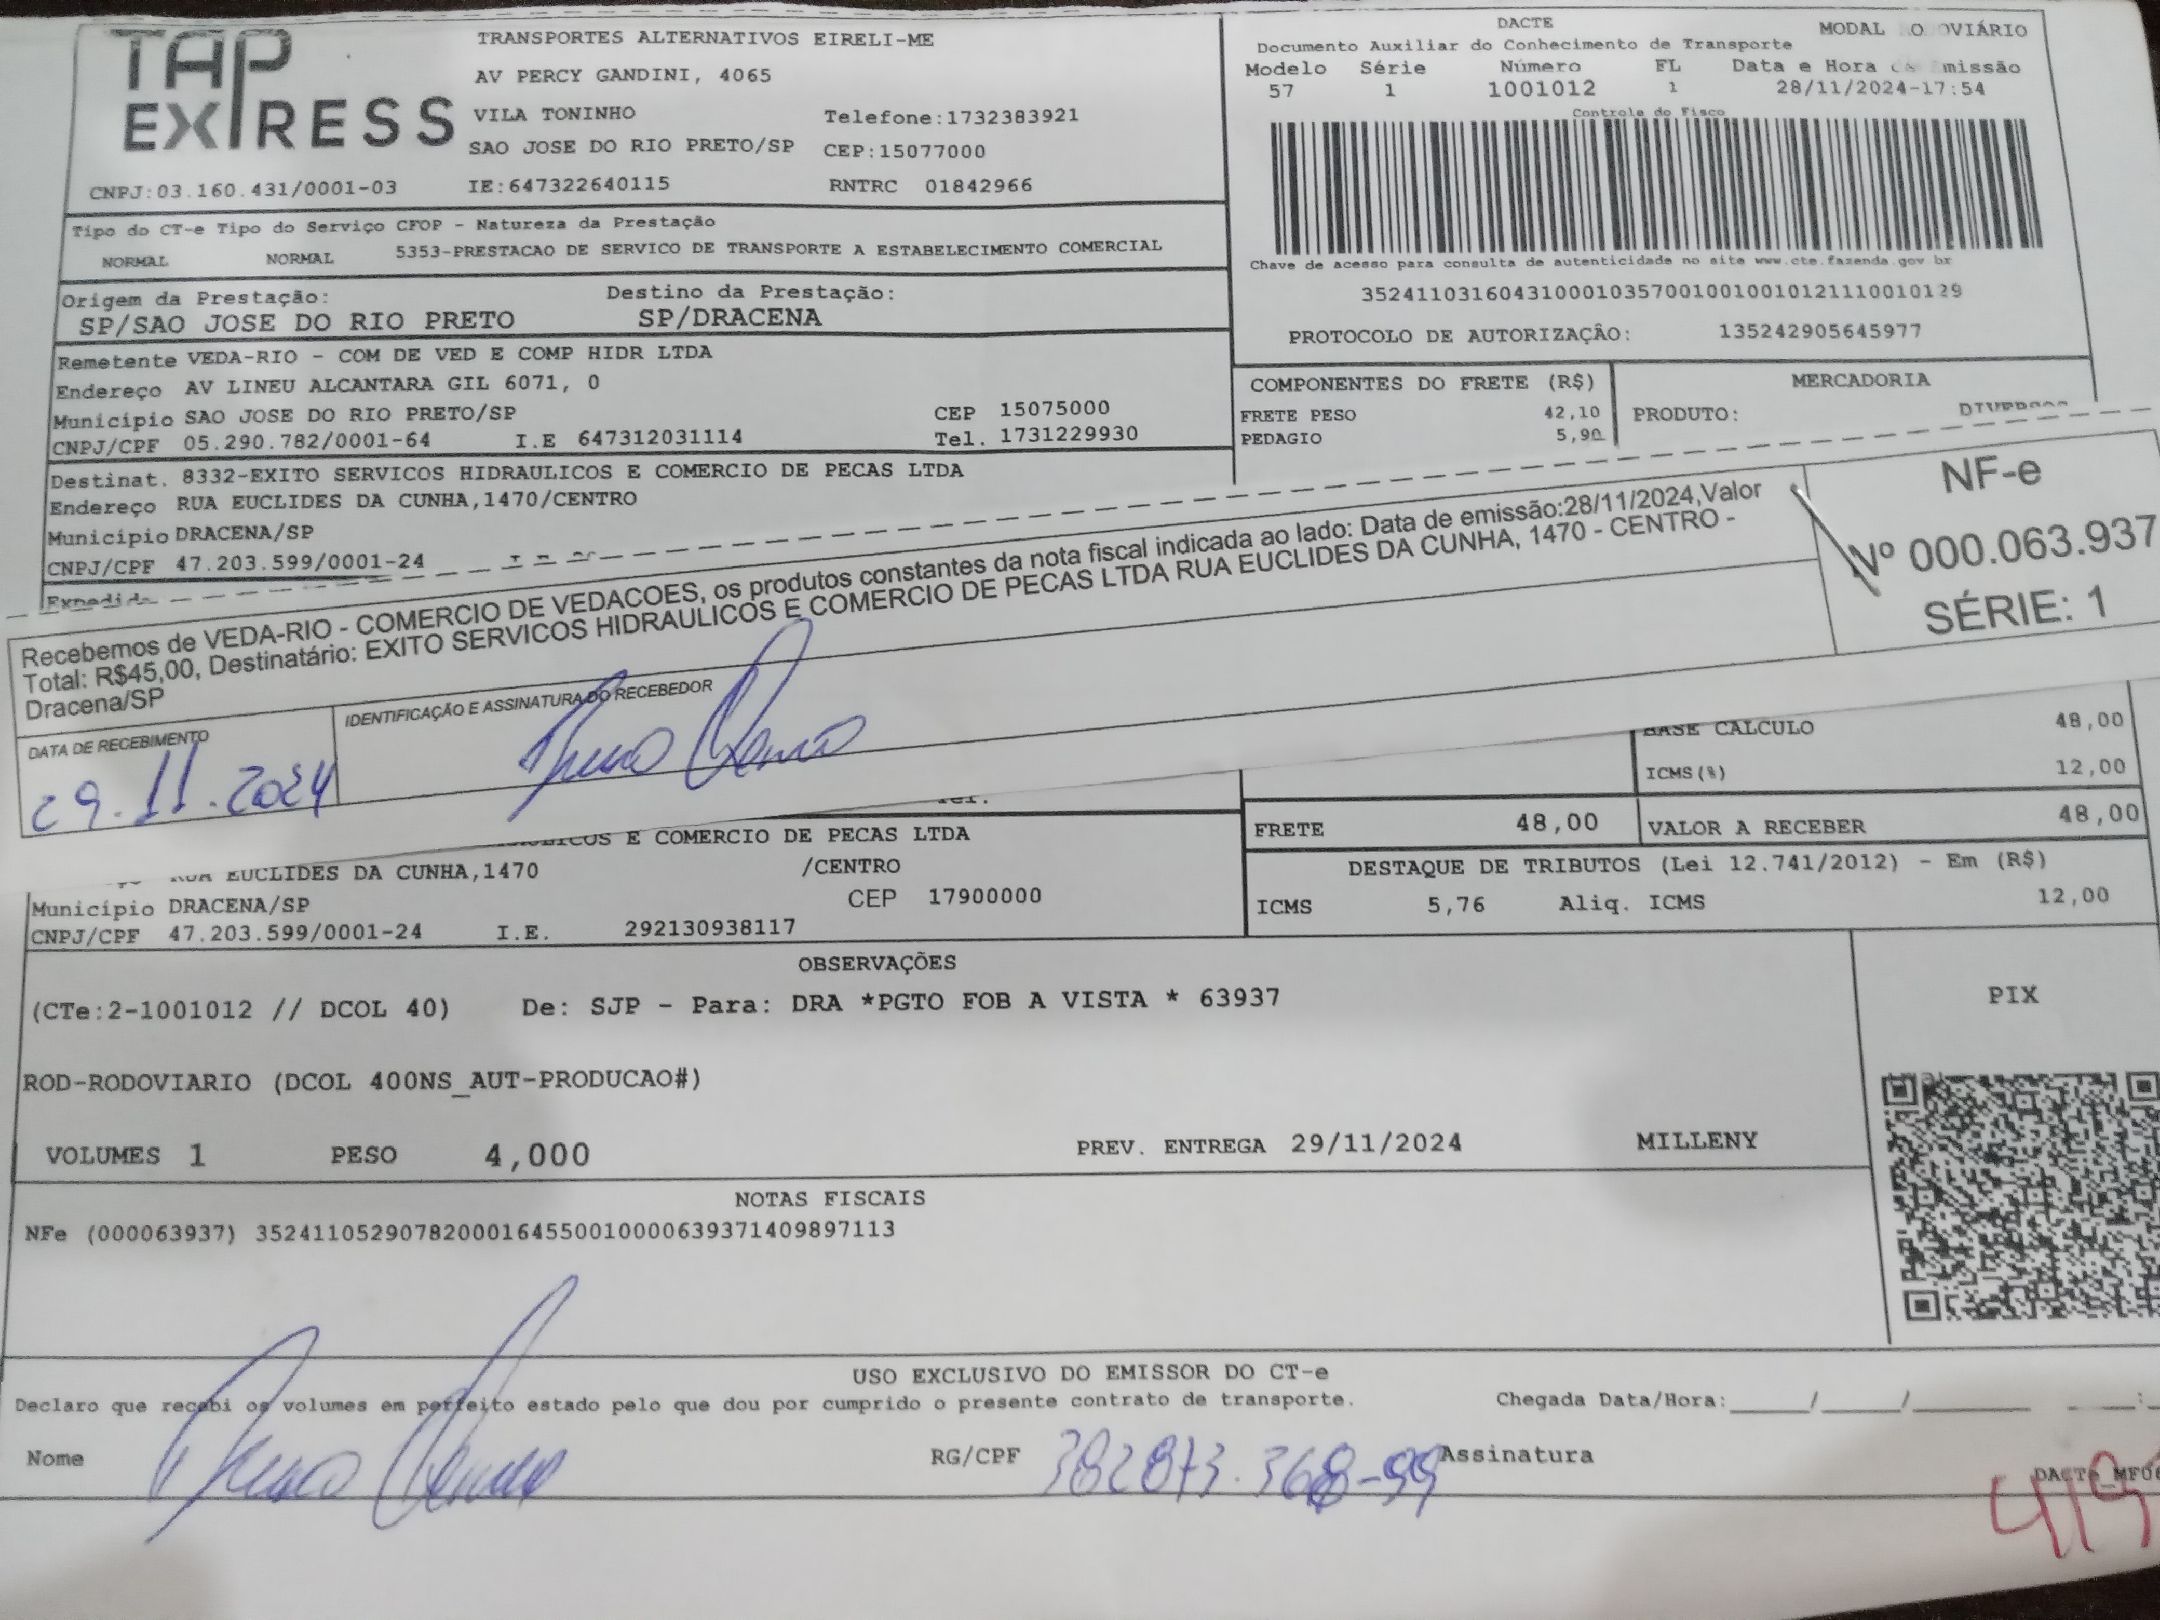 TAP EXPRESS
TRANSPORTES ALTERNATIVOS EIRELI-ME
AV PERCY GANDINI, 4065
VILA TONINHO Telefone:1732383921
SAO JOSE DO RIO PRETO/SP CEP:15077000
CNPJ:03.160.431/0001-03 IE:647322640115 RNTRC 01842966
DACTE MODAL RODOVIÁRIO
Documento Auxiliar do Conhecimento de Transporte
Modelo Série Número FL Data e Hora de Emissão
57 1 1001012 1 28/11/2024-17:54
Controle do Fisco
Chave de acesso para consulta de autenticidade no site www.cte.fazenda.gov br
35241103160431000103570010010010121110010129
PROTOCOLO DE AUTORIZAÇÂO: 135242905645977
Tipo do CT-e Tipo do Serviço CFOP - Natureza da Prestação
NORMAL NORMAL 5353-PRESTACAO DE SERVICO DE TRANSPORTE A ESTABELECIMENTO COMERCIAL
Origem da Prestação: Destino da Prestação:
SP/SAO JOSE DO RIO PRETO SP/DRACENA
Remetente VEDA-RIO - COM DE VED E COMP HIDR LTDA
Endereço AV LINEU ALCANTARA GIL 6071, 0
Município SAO JOSE DO RIO PRETO/SP CEP 15075000
CNPJ/CPF 05.290.782/0001-64 I.E 647312031114 Tel. 1731229930
COMPONENTES DO FRETE (R$) MERCADORIA
FRETE PESO 42,10 PRODUTO: DIVERSOS
PEDAGIO 5,90
Destinat. 8332-EXITO SERVICOS HIDRAULICOS E COMERCIO DE PECAS LTDA
Endereço RUA EUCLIDES DA CUNHA,1470/CENTRO
Município DRACENA/SP
CNPJ/CPF 47.203.599/0001-24
Recebemos de VEDA-RIO - COMERCIO DE VEDACOES, os produtos constantes da nota fiscal indicada ao lado: Data de emissão:28/11/2024,Valor
Total: R$45,00, Destinatário: EXITO SERVICOS HIDRAULICOS E COMERCIO DE PECAS LTDA RUA EUCLIDES DA CUNHA, 1470 - CENTRO -
Dracena/SP
NF-e
Nº 000.063.937
SÉRIE: 1
DATA DE RECEBIMENTO IDENTIFICAÇÃO E ASSINATURA DO RECEBEDOR
29.11.2024
BASE CALCULO 48,00
ICMS(%) 12,00
FRETE 48,00 VALOR A RECEBER 48,00
E COMERCIO DE PECAS LTDA
RUA EUCLIDES DA CUNHA,1470 /CENTRO
Município DRACENA/SP CEP 17900000
CNPJ/CPF 47.203.599/0001-24 I.E. 292130938117
DESTAQUE DE TRIBUTOS (Lei 12.741/2012) - Em (R$)
ICMS 5,76 Aliq. ICMS 12,00
OBSERVAÇÕES
(CTe:2-1001012 // DCOL 40) De: SJP - Para: DRA *PGTO FOB A VISTA * 63937
PIX
ROD-RODOVIARIO (DCOL 400NS_AUT-PRODUCAO#)
VOLUMES 1 PESO 4,000 PREV. ENTREGA 29/11/2024 MILLENY
NOTAS FISCAIS
NFe (000063937) 35241105290782000164550010000639371409897113
USO EXCLUSIVO DO EMISSOR DO CT-e
Declaro que recebi os volumes em perfeito estado pelo que dou por cumprido o presente contrato de transporte. Chegada Data/Hora:_____/_____/_________ _____:
Nome RG/CPF 382873.368-99 Assinatura